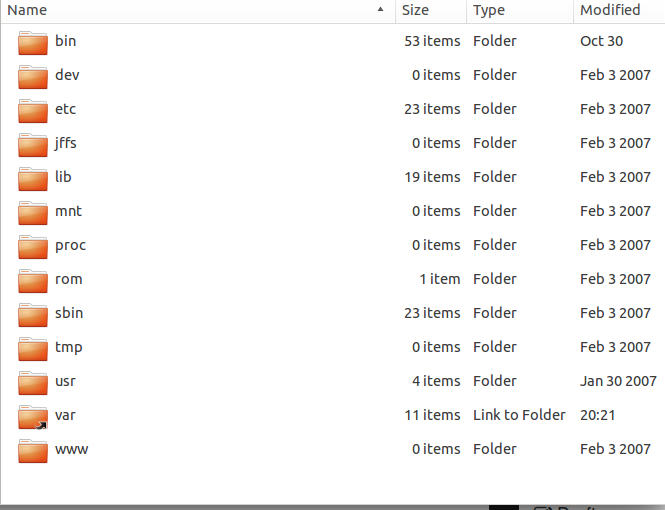 Name Size Type Modified
bin 53 items Folder Oct 30
dev 0 items Folder Feb 3 2007
etc 23 items Folder Feb 3 2007
jffs 0 items Folder Feb 3 2007
lib 19 items Folder Feb 3 2007
mnt 0 items Folder Feb 3 2007
proc 0 items Folder Feb 3 2007
rom 1 item Folder Feb 3 2007
sbin 23 items Folder Feb 3 2007
tmp 0 items Folder Feb 3 2007
usr 4 items Folder Jan 30 2007
var 11 items Link to Folder 20:21
www 0 items Folder Feb 3 2007